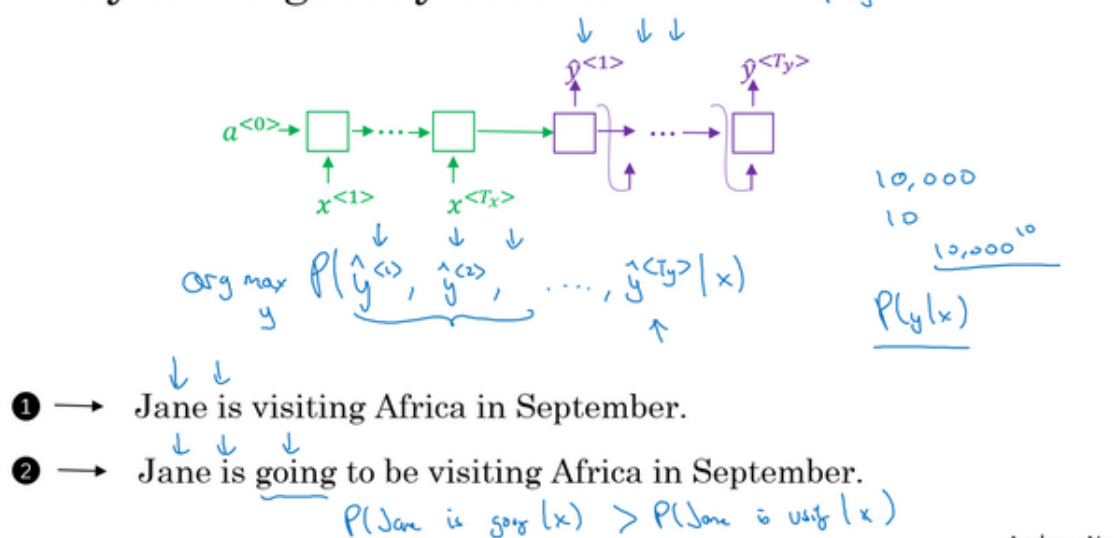 ŷ<1> ŷ<Ty>
a<0> ... ...
x<1> x<Tx>
10,000
10
10,000^10
arg max P(ŷ<1>, ŷ<2>, ...., ŷ<Ty>|x)
y
P(y|x)
1 → Jane is visiting Africa in September.
2 → Jane is going to be visiting Africa in September.
P(Jane is going |x) > P(Jane is |x)